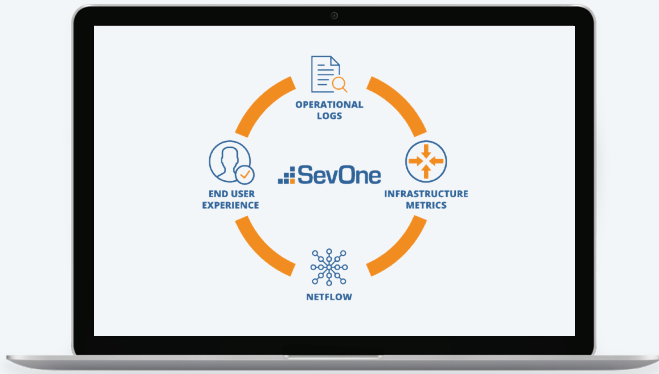 OPERATIONAL
LOGS
END USER
EXPERIENCE
SevOne
INFRASTRUCTURE
METRICS
NETFLOW